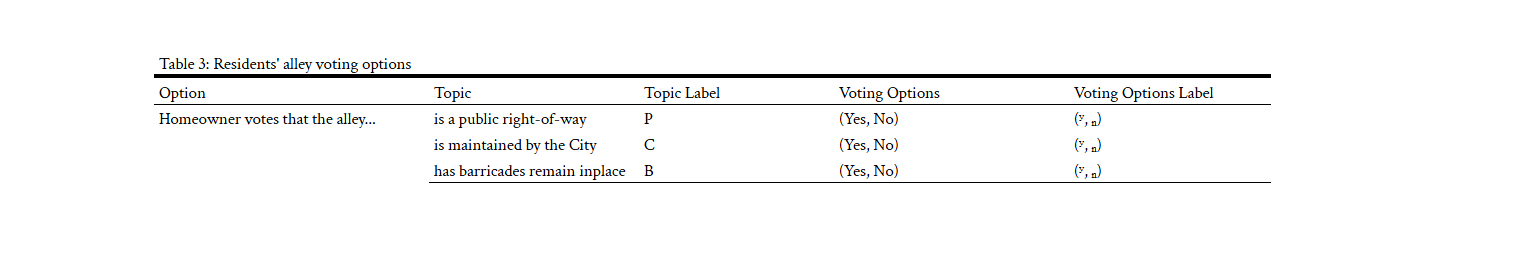 Table 3: Residents' alley voting options
Option Topic Topic Label Voting Options Voting Options Label
Homeowner votes that the alley... is a public right-of-way P (Yes, No) (y, n)
is maintained by the City C (Yes, No) (y, n)
has barricades remain inplace B (Yes, No) (y, n)